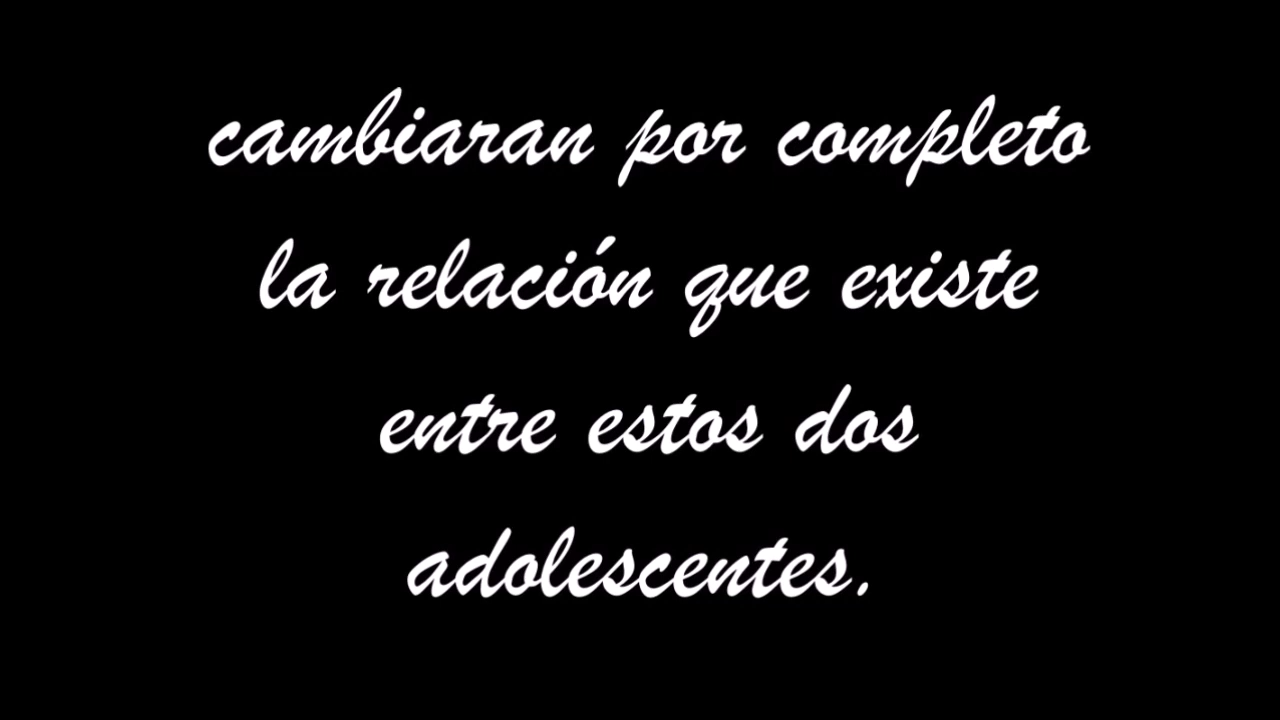 cambiaran por completo
la relación que existe
entre estos dos
adolescentes.